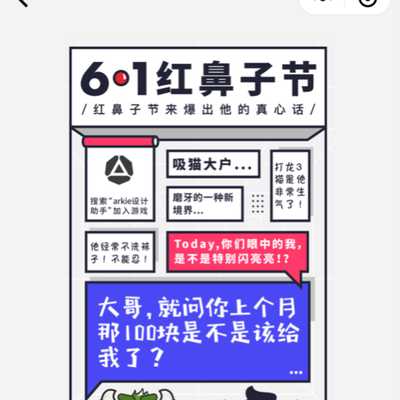 6·1红鼻子节
/红鼻子节来爆出他的真心话/
搜索“arkie设计
助手”加入游戏
吸猫大户...
磨牙的一种新
境界...
打龙3
猫是他
非常生
气了!
他经常不洗裤
子!不能忍!
Today,你们眼中的我,
是不是特别闪亮亮!?
大哥,就问你上个月
那100块是不是该给
我了?
...